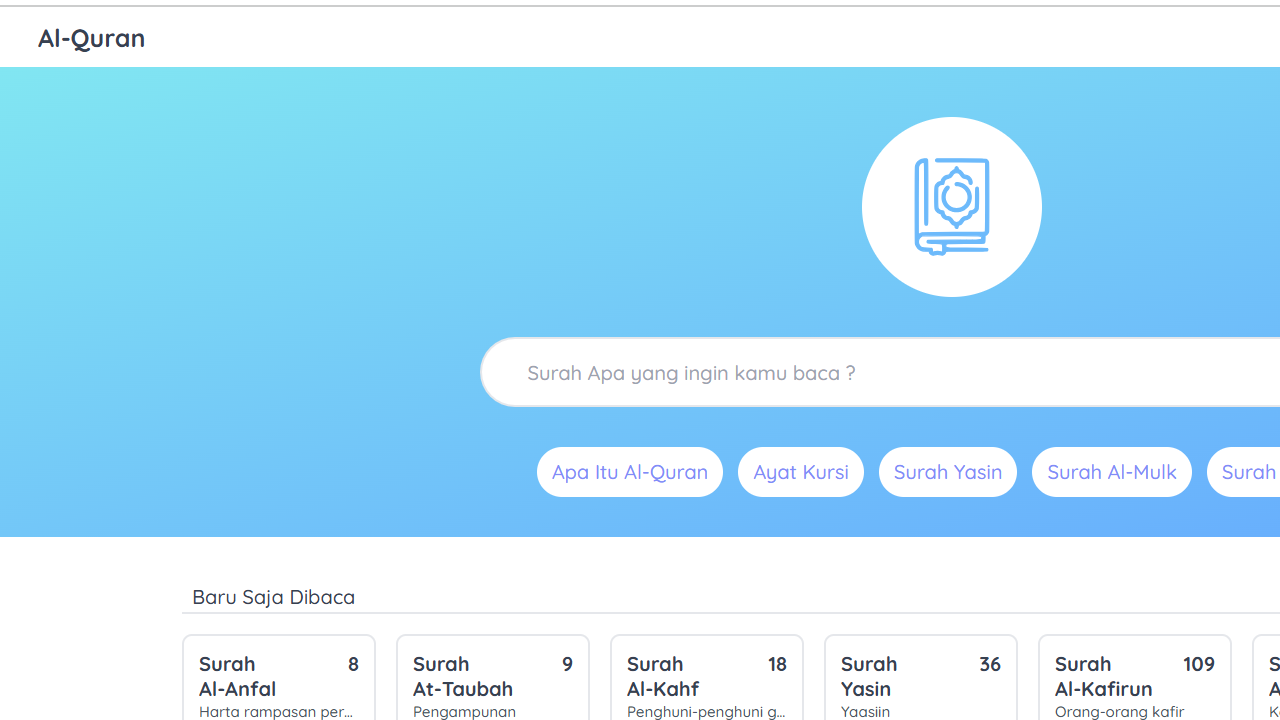 Al-Quran
Surah Apa yang ingin kamu baca ?
Apa Itu Al-Quran
Ayat Kursi
Surah Yasin
Surah Al-Mulk
Surah
Baru Saja Dibaca
Surah Al-Anfal
8
Harta rampasan per...
Surah At-Taubah
9
Pengampunan
Surah Al-Kahf
18
Penghuni-penghuni g...
Surah Yasin
36
Yaasiin
Surah Al-Kafirun
109
Orang-orang kafir